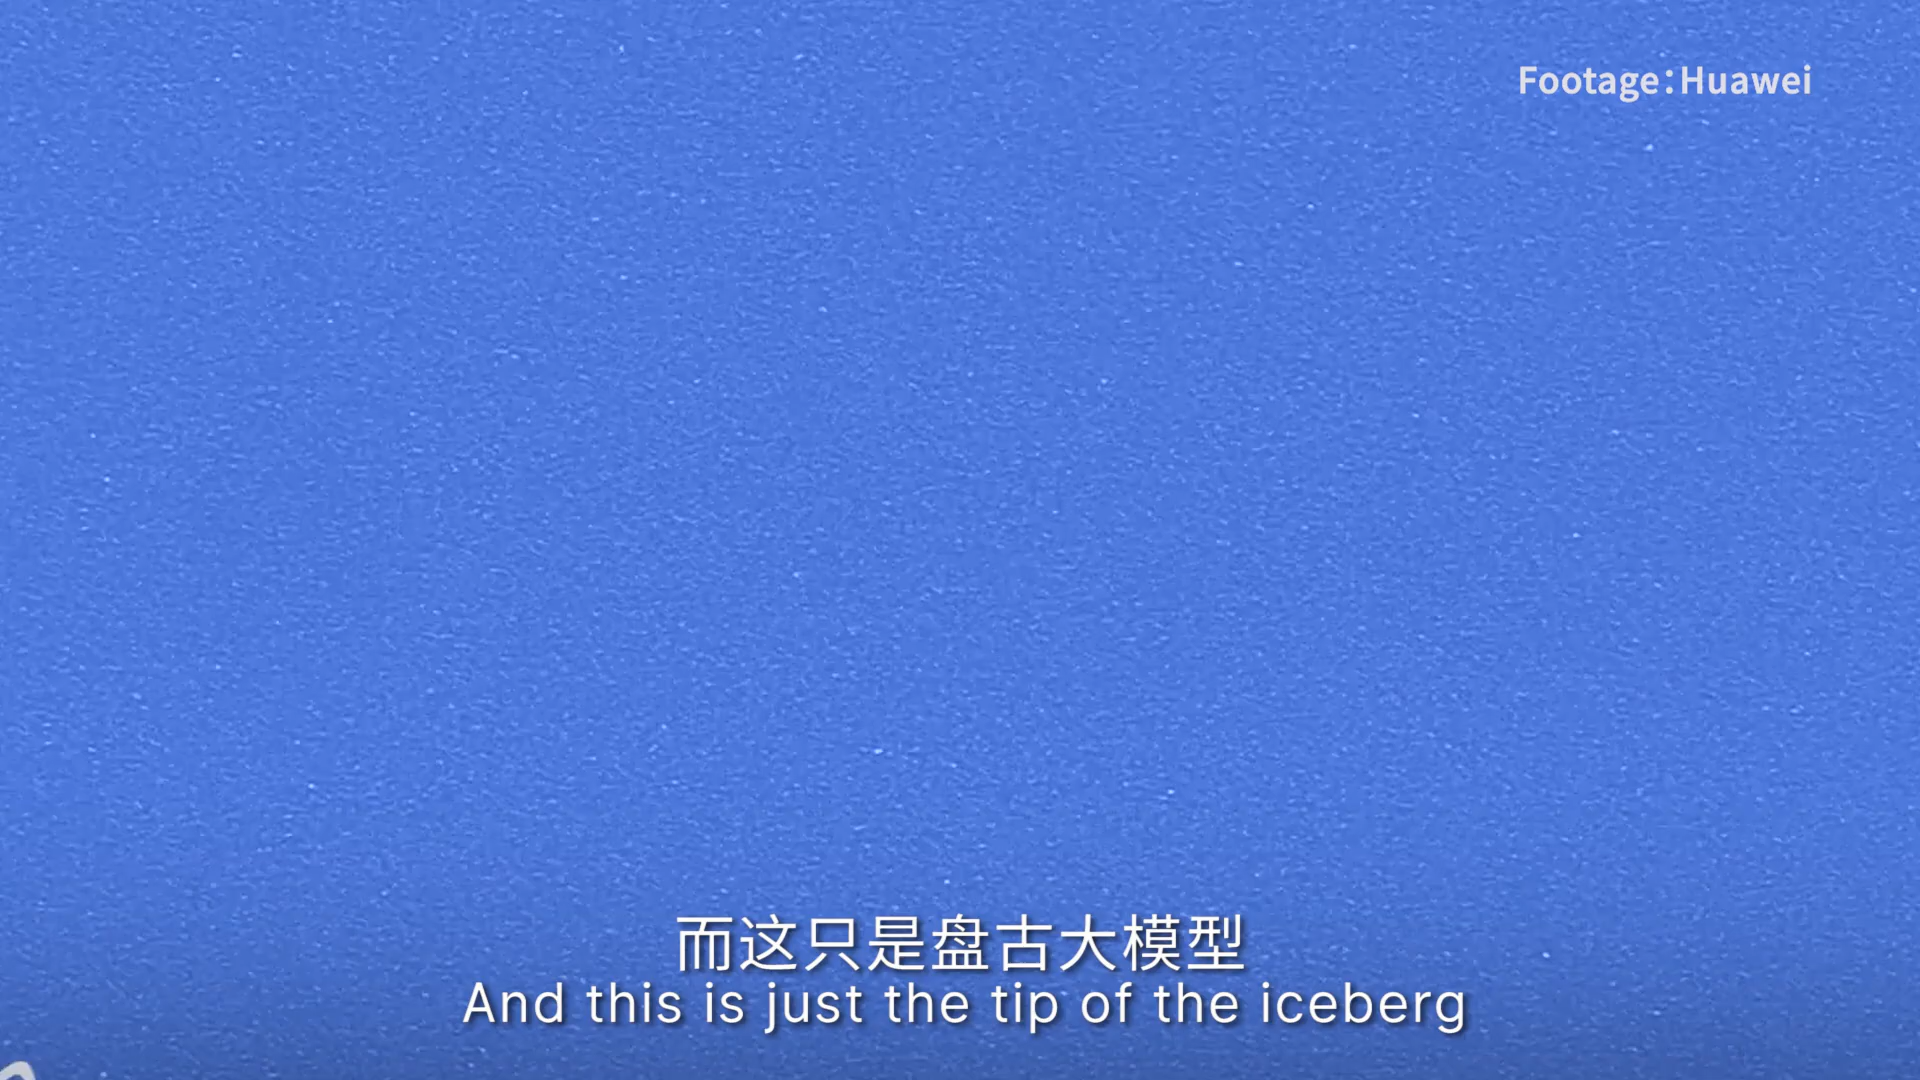 Footage:Huawei
而这只是盘古大模型
And this is just the tip of the iceberg